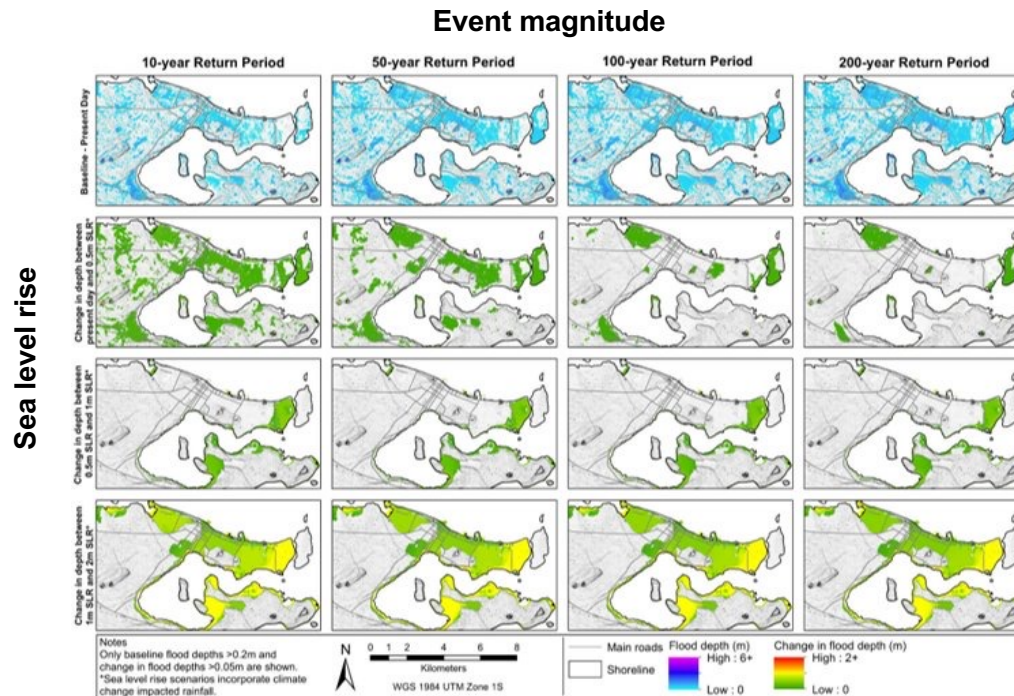 Event magnitude
10-year Return Period
50-year Return Period
100-year Return Period
200-year Return Period
Sea level rise
Baseline - Present Day
Change in depth between
present day and 0.5m SLR*
Change in depth between
0.5m SLR and 1m SLR*
Change in depth between
1m SLR and 2m SLR*
Notes
Only baseline flood depths >0.2m and
change in flood depths >0.05m are shown.
*Sea level rise scenarios incorporate climate
change impacted rainfall.
N
0 1 2 4 6 8
Kilometers
WGS 1984 UTM Zone 1S
Main roads
Shoreline
Flood depth (m)
High : 6+
Low : 0
Change in flood depth (m)
High : 2+
Low : 0